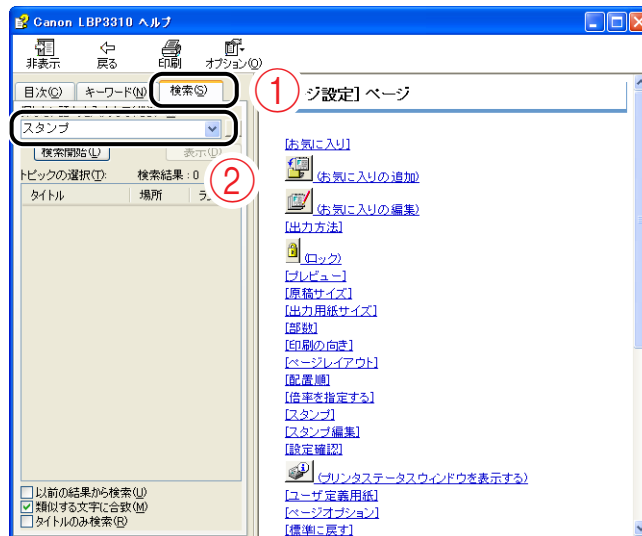 Canon LBP3310 ヘルプ
非表示 戻る 印刷 オプション(O)
目次(C) キーワード(N) 検索(S)
①
スタンプ
②
検索開始(L) 表示(D)
トピックの選択(T): 検索結果:0
タイトル 場所 ラ
以前の結果から検索(U)
類似する文字に合致(M)
タイトルのみ検索(R)
ジ設定] ページ
[お気に入り]
(お気に入りの追加)
(お気に入りの編集)
[出力方法]
(ロック)
[プレビュー]
[原稿サイズ]
[出力用紙サイズ]
[部数]
[印刷の向き]
[ページレイアウト]
[配置順]
[倍率を指定する]
[スタンプ]
[スタンプ編集]
[設定確認]
(プリンタステータスウィンドウを表示する)
[ユーザ定義用紙]
[ページオプション]
[標準に戻す]